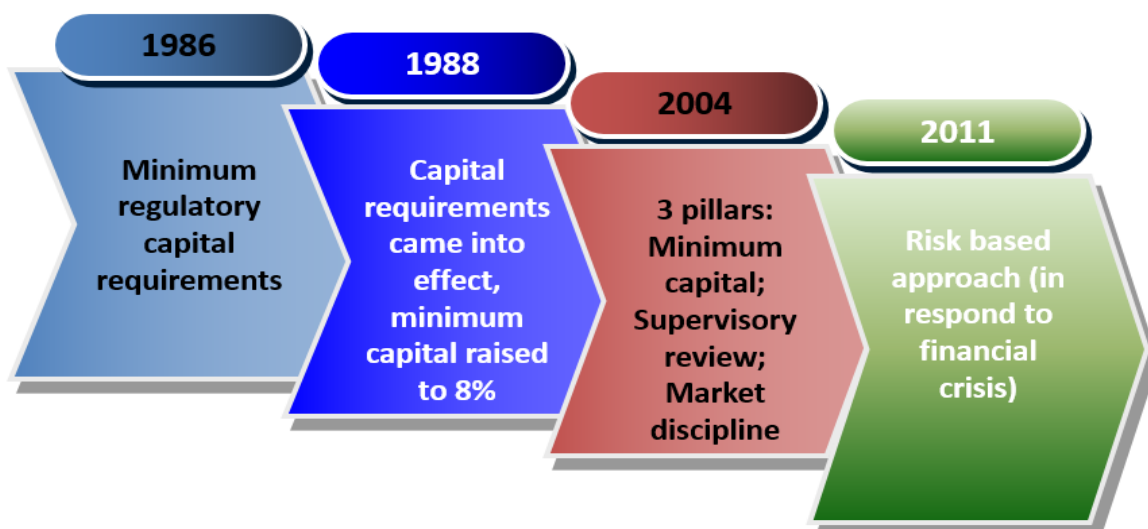 1986
Minimum
regulatory
capital
requirements
1988
Capital
requirements
came into
effect,
minimum
capital raised
to 8%
2004
3 pillars:
Minimum
capital;
Supervisory
review;
Market
discipline
2011
Risk based
approach (in
respond to
financial
crisis)